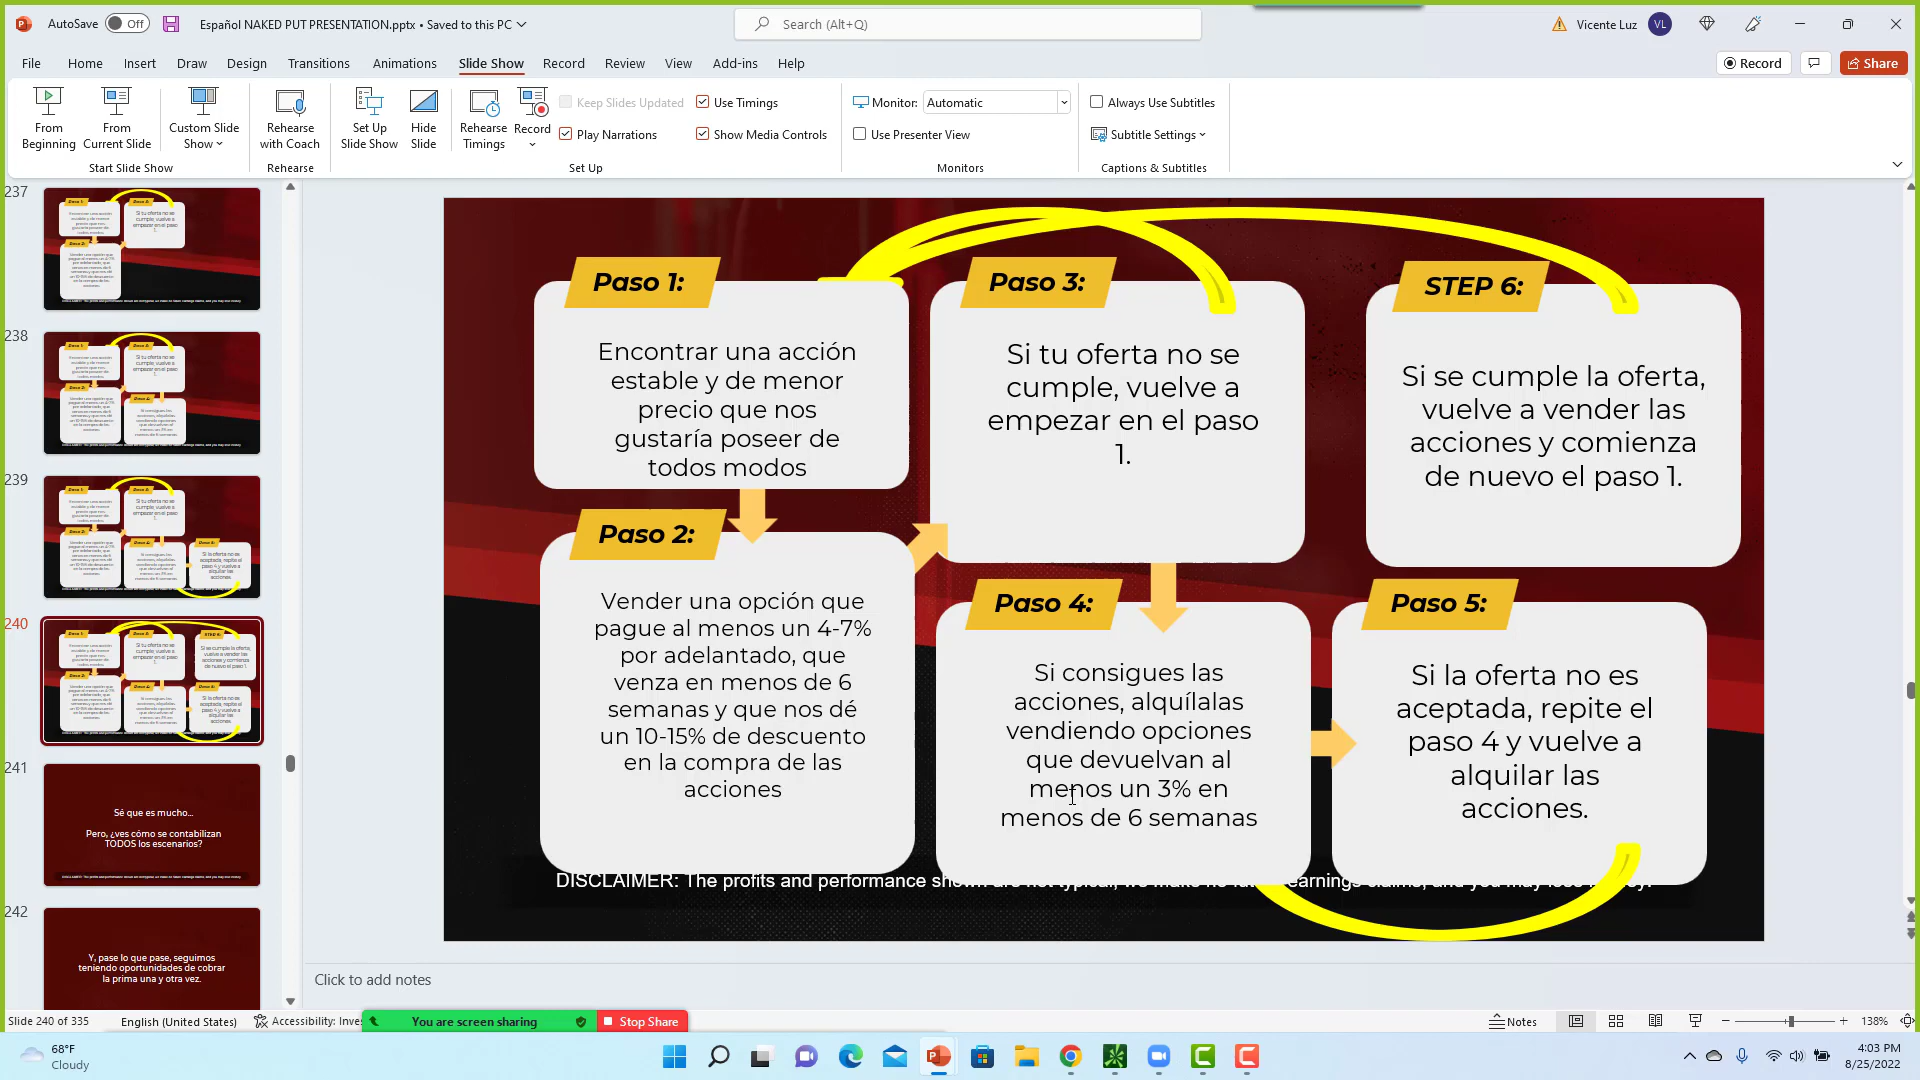 AutoSave Off Español NAKED PUT PRESENTATION.pptx • Saved to this PC Search (Alt+Q) Vicente Luz VL
File Home Insert Draw Design Transitions Animations Slide Show Record Review View Add-ins Help Record Share
From Beginning
From Current Slide
Custom Slide Show
Rehearse with Coach
Set Up Slide Show
Hide Slide
Rehearse Timings
Record
Keep Slides Updated
Play Narrations
Use Timings
Show Media Controls
Monitor: Automatic
Use Presenter View
Always Use Subtitles
Subtitle Settings
Start Slide Show Rehearse Set Up Monitors Captions & Subtitles
237
238
239
240
241
Sé que es mucho...
Pero, ¿ves cómo se contabilizan
TODOS los escenarios?
242
Y, pase lo que pase, seguimos
teniendo oportunidades de cobrar
la prima una y otra vez.
Paso 1:
Encontrar una acción
estable y de menor
precio que nos
gustaría poseer de
todos modos
Paso 2:
Vender una opción que
pague al menos un 4-7%
por adelantado, que
venza en menos de 6
semanas y que nos dé
un 10-15% de descuento
en la compra de las
acciones
Paso 3:
Si tu oferta no se
cumple, vuelve a
empezar en el paso
1.
Paso 4:
Si consigues las
acciones, alquílalas
vendiendo opciones
que devuelvan al
menos un 3% en
menos de 6 semanas
Paso 5:
Si la oferta no es
aceptada, repite el
paso 4 y vuelve a
alquilar las
acciones.
STEP 6:
Si se cumple la oferta,
vuelve a vender las
acciones y comienza
de nuevo el paso 1.
DISCLAIMER: The profits and performance
Click to add notes
Slide 240 of 335 English (United States) Accessibility: Inves You are screen sharing Stop Share Notes 138%
68°F
Cloudy
4:03 PM
8/25/2022